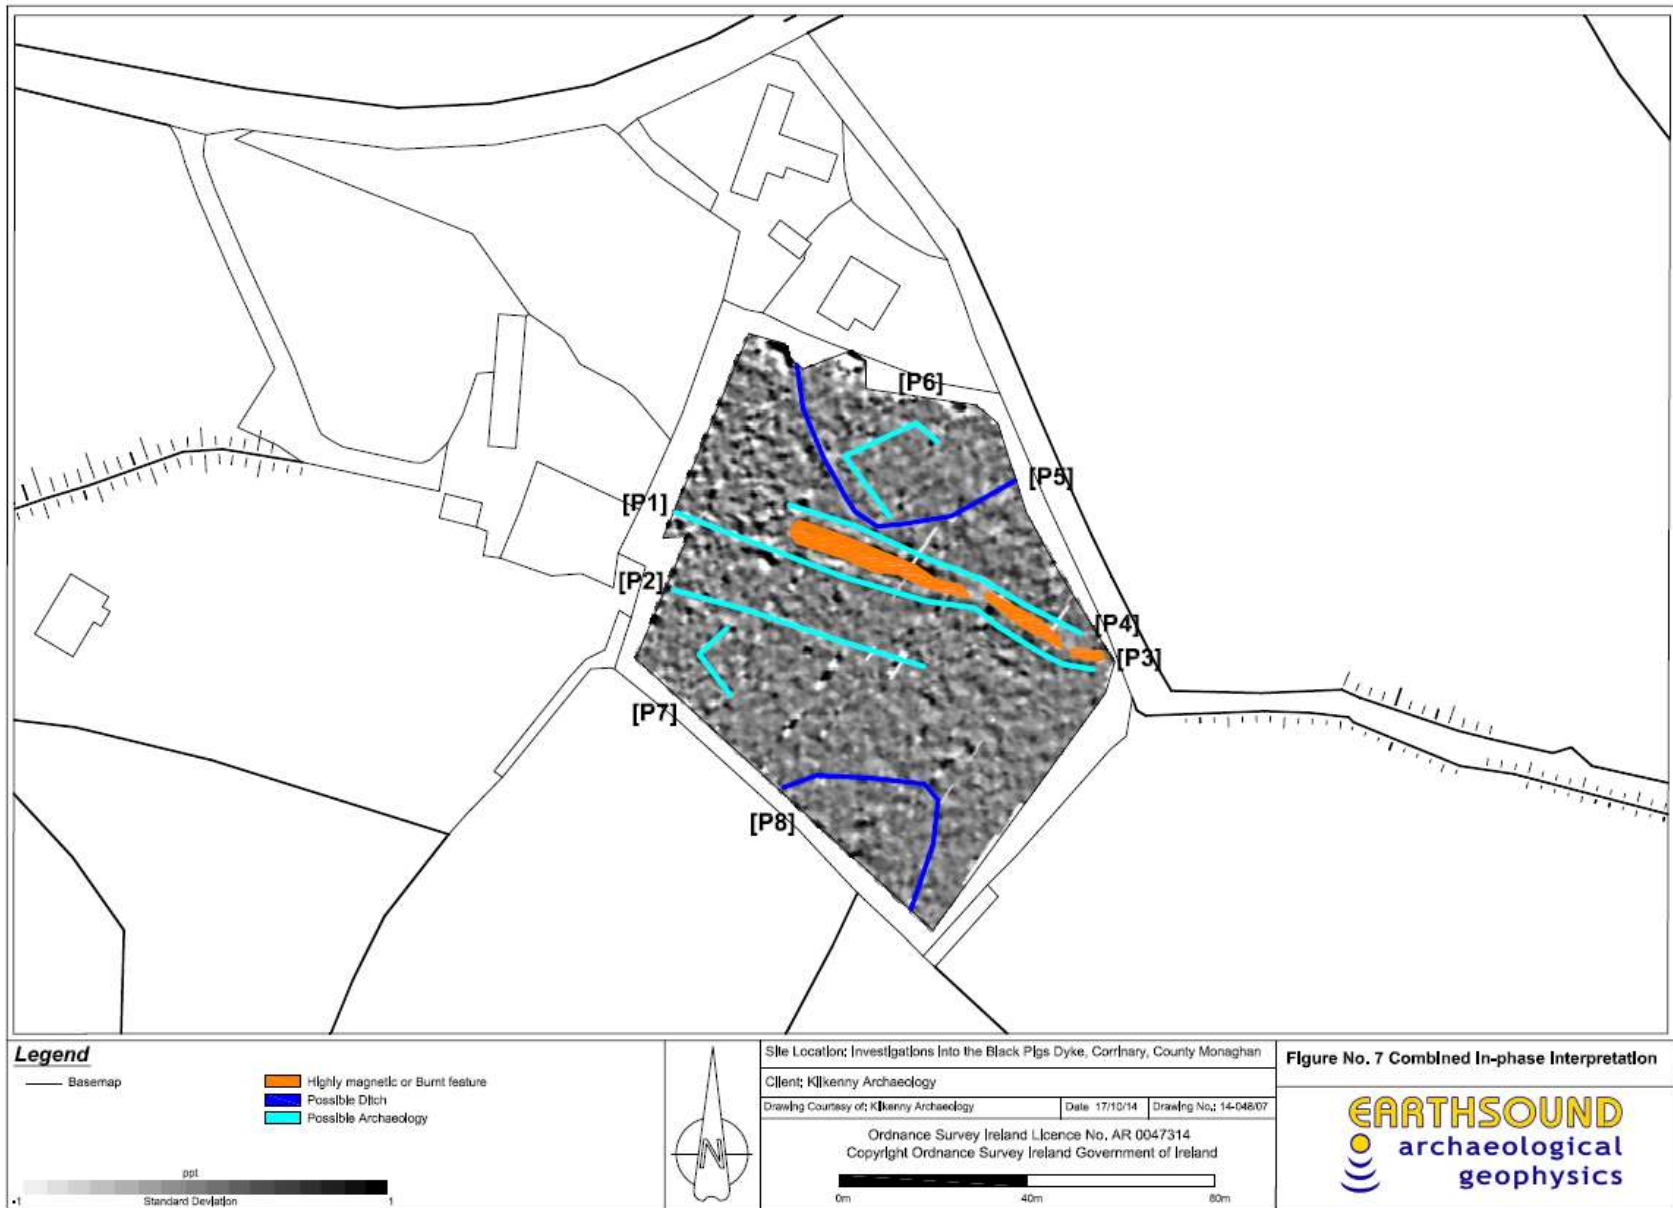 [P6]
[P5]
[P1]
[P2]
[P4]
[P3]
[P7]
[P8]
Legend
Basemap
Highly magnetic or Burnt feature
Possible Ditch
Possible Archaeology
ppt
-1
Standard Deviation
1
N
Site Location: Investigations into the Black Pigs Dyke, Corrinary, County Monaghan
Client: Kilkenny Archaeology
Drawing Courtesy of: Kilkenny Archaeology
Date 17/10/14
Drawing No.: 14-048/07
Ordnance Survey Ireland Licence No. AR 0047314
Copyright Ordnance Survey Ireland Government of Ireland
0m
40m
80m
Figure No. 7 Combined In-phase Interpretation
EARTHSOUND
archaeological
geophysics